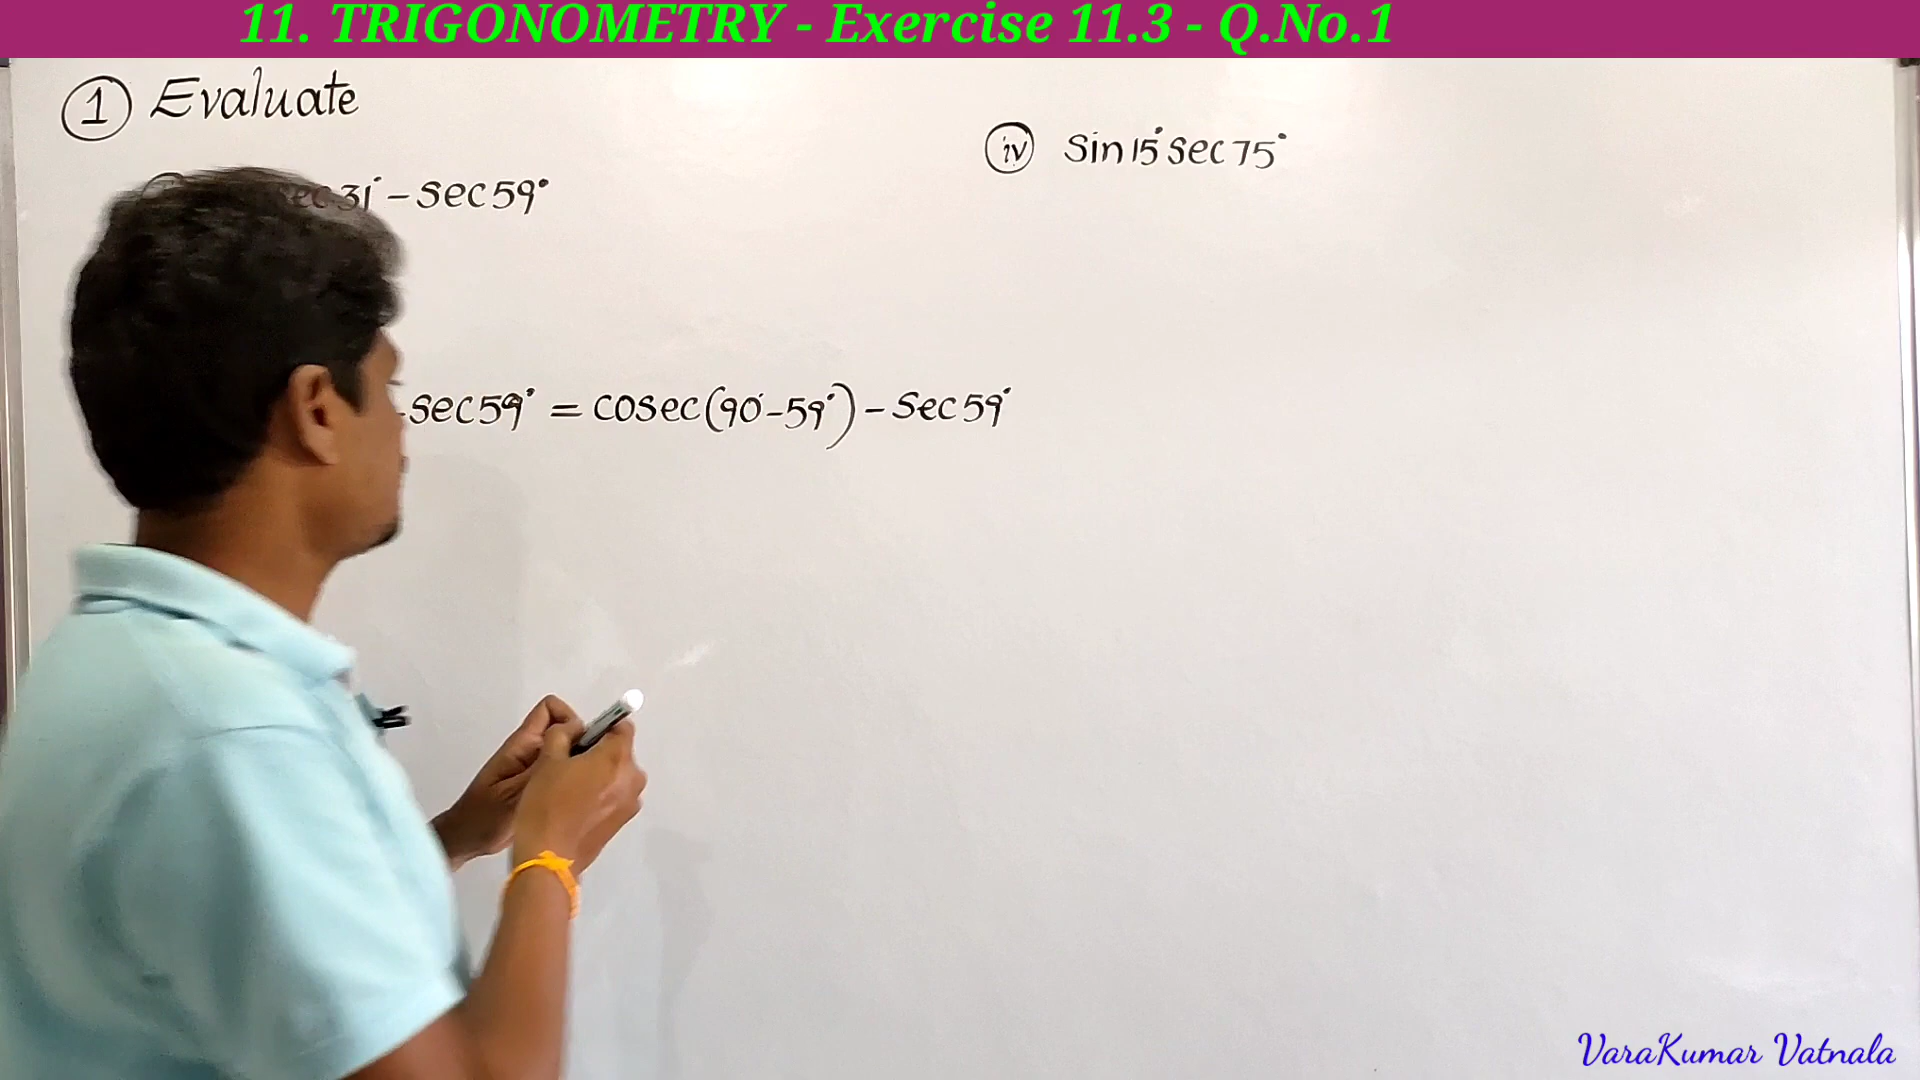 11. TRIGONOMETRY - Exercise 11.3 - Q.No.1
1 Evaluate
sec 31° - sec 59°
- sec 59° = cosec (90° - 59°) - sec 59°
iv Sin 15° sec 75°
VaraKumar Vatnala